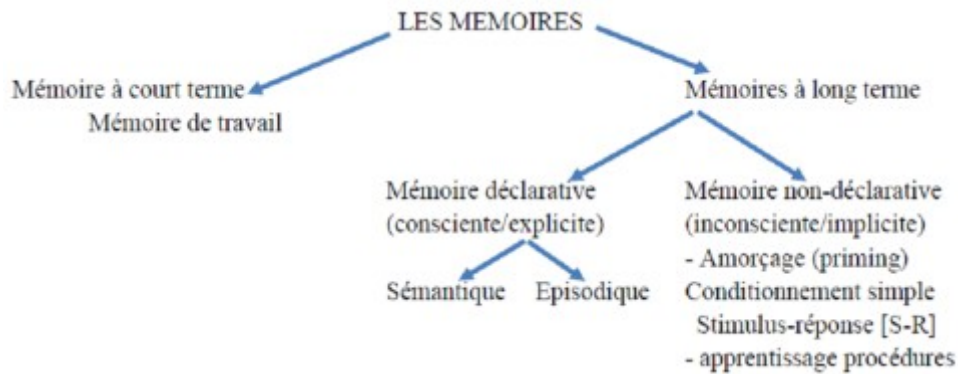 LES MEMOIRES
Mémoire à court terme
Mémoire de travail
Mémoires à long terme
Mémoire déclarative
(consciente/explicite)
Sémantique
Episodique
Mémoire non-déclarative
(inconsciente/implicite)
- Amorçage (priming)
Conditionnement simple
Stimulus-réponse [S-R]
- apprentissage procédures